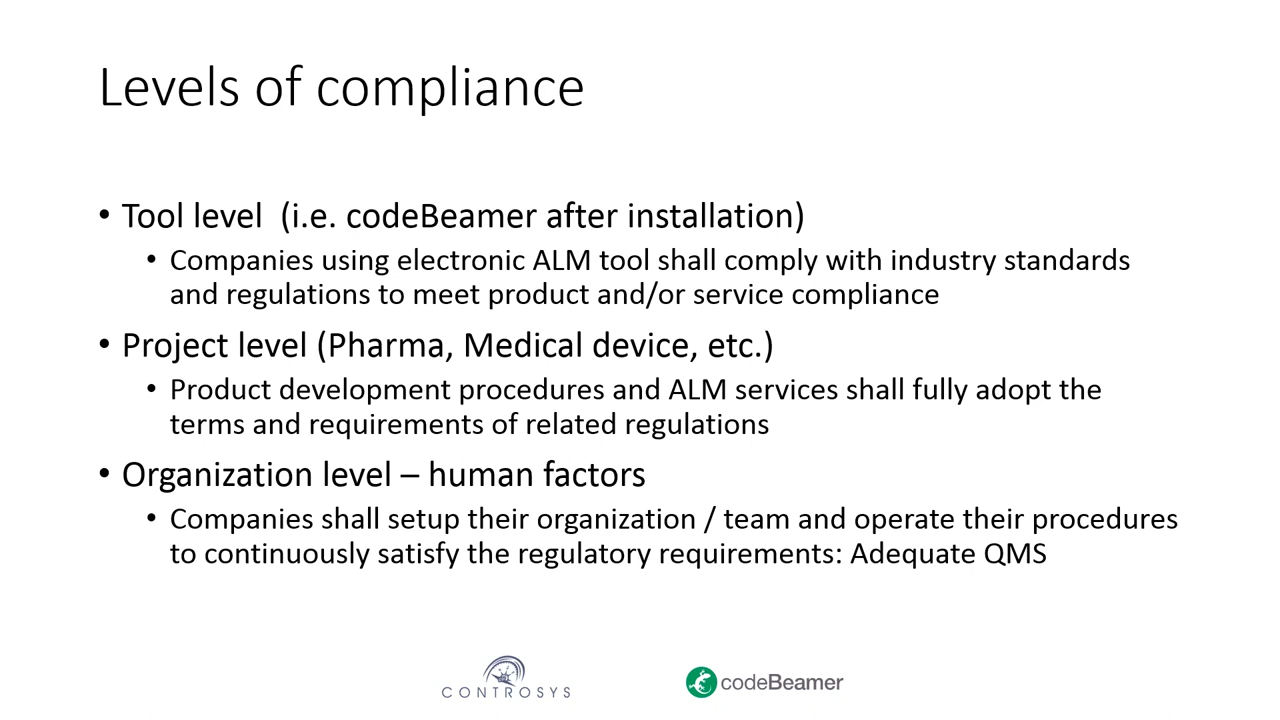 Levels of compliance
• Tool level  (i.e. codeBeamer after installation)
• Companies using electronic ALM tool shall comply with industry standards
and regulations to meet product and/or service compliance
• Project level (Pharma, Medical device, etc.)
• Product development procedures and ALM services shall fully adopt the
terms and requirements of related regulations
• Organization level – human factors
• Companies shall setup their organization / team and operate their procedures
to continuously satisfy the regulatory requirements: Adequate QMS
CONTROSYS
codeBeamer